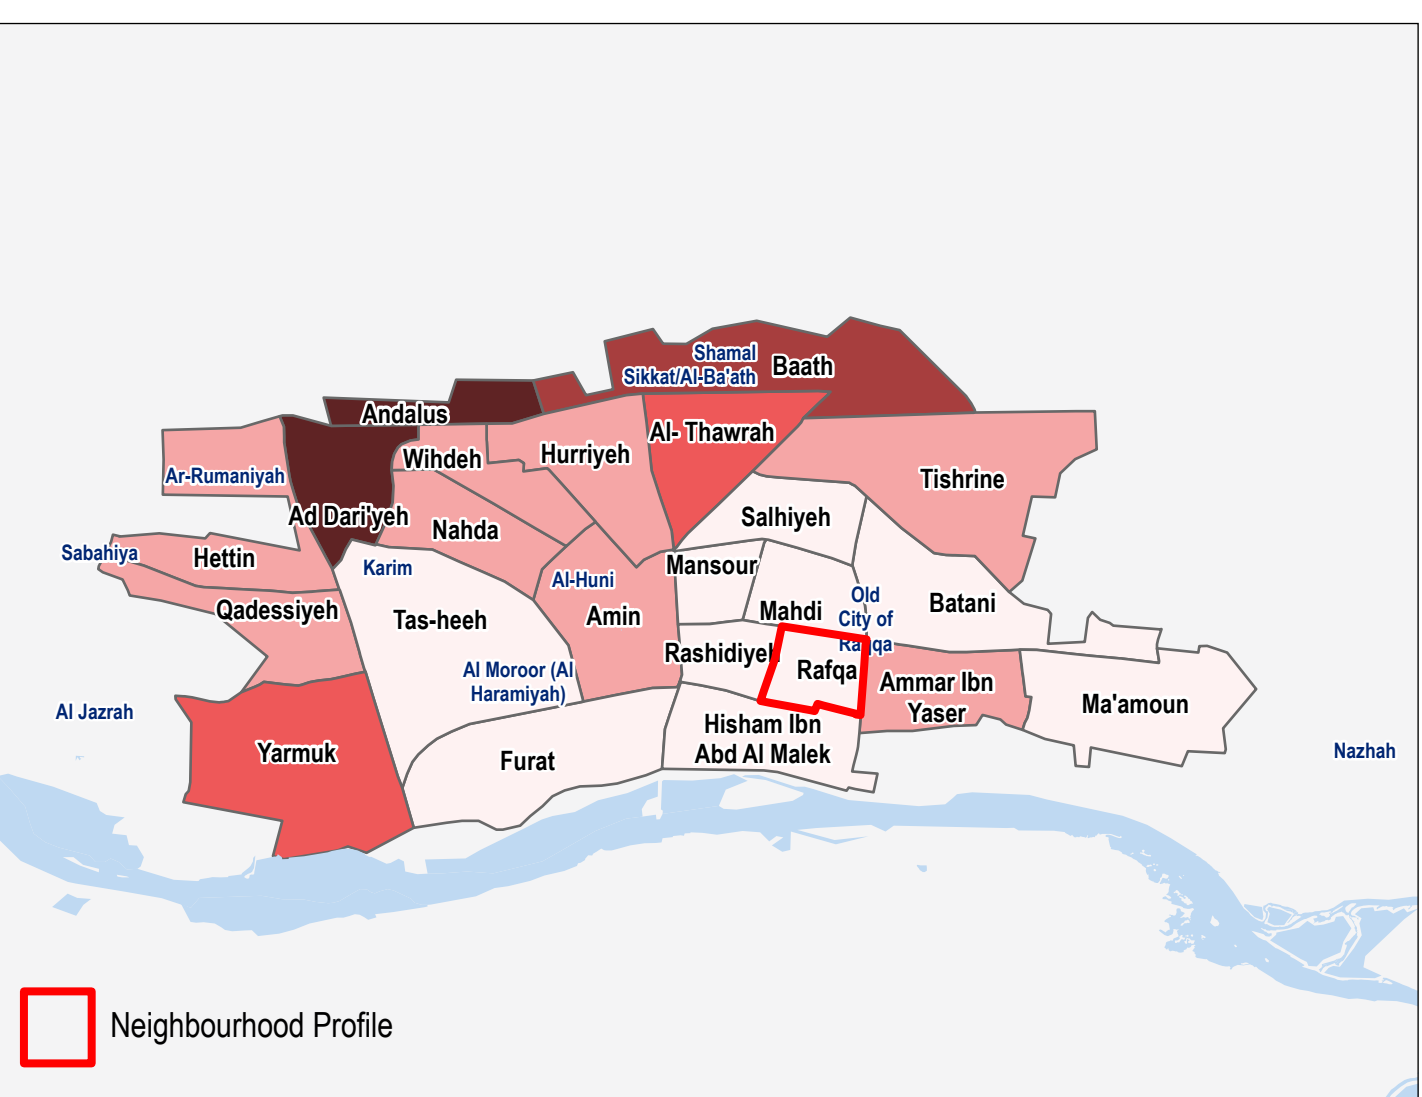 Shamal
Sikkat/Al-Ba'ath
Baath
Andalus
Al- Thawrah
Wihdeh
Hurriyeh
Ar-Rumaniyah
Tishrine
Ad Dari'yeh
Nahda
Salhiyeh
Sabahiya
Hettin
Karim
Mansour
Al-Huni
Qadessiyeh
Tas-heeh
Amin
Mahdi
Old
City of
Raqqa
Batani
Rashidiyeh
Rafqa
Al Moroor (Al
Haramiyah)
Ammar Ibn
Yaser
Ma'amoun
Al Jazrah
Hisham Ibn
Abd Al Malek
Yarmuk
Furat
Nazhah
Neighbourhood Profile